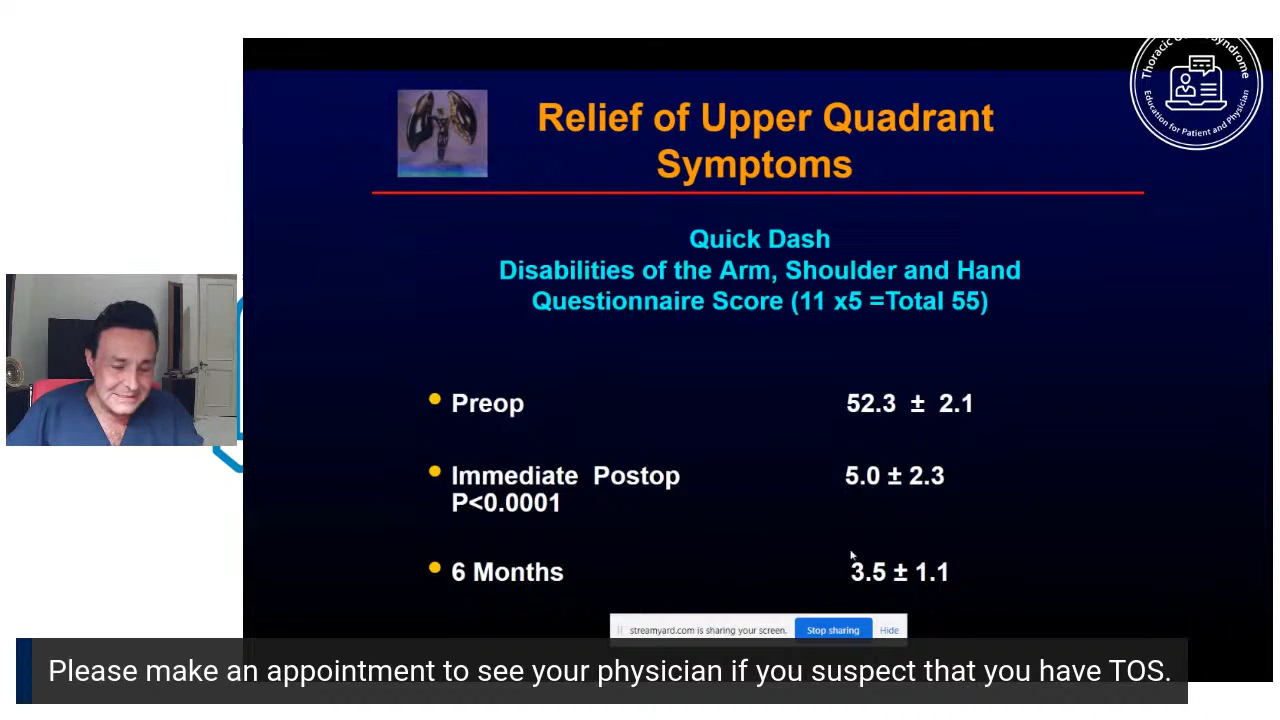 Relief of Upper Quadrant
Symptoms
Quick Dash
Disabilities of the Arm, Shoulder and Hand
Questionnaire Score (11 x5 =Total 55)
Preop 52.3 ± 2.1
Immediate Postop 5.0 ± 2.3
P<0.0001
6 Months 3.5 ± 1.1
streamyard.com is sharing your screen. Stop sharing Hide
Please make an appointment to see your physician if you suspect that you have TOS.
Education for Patient and Physician